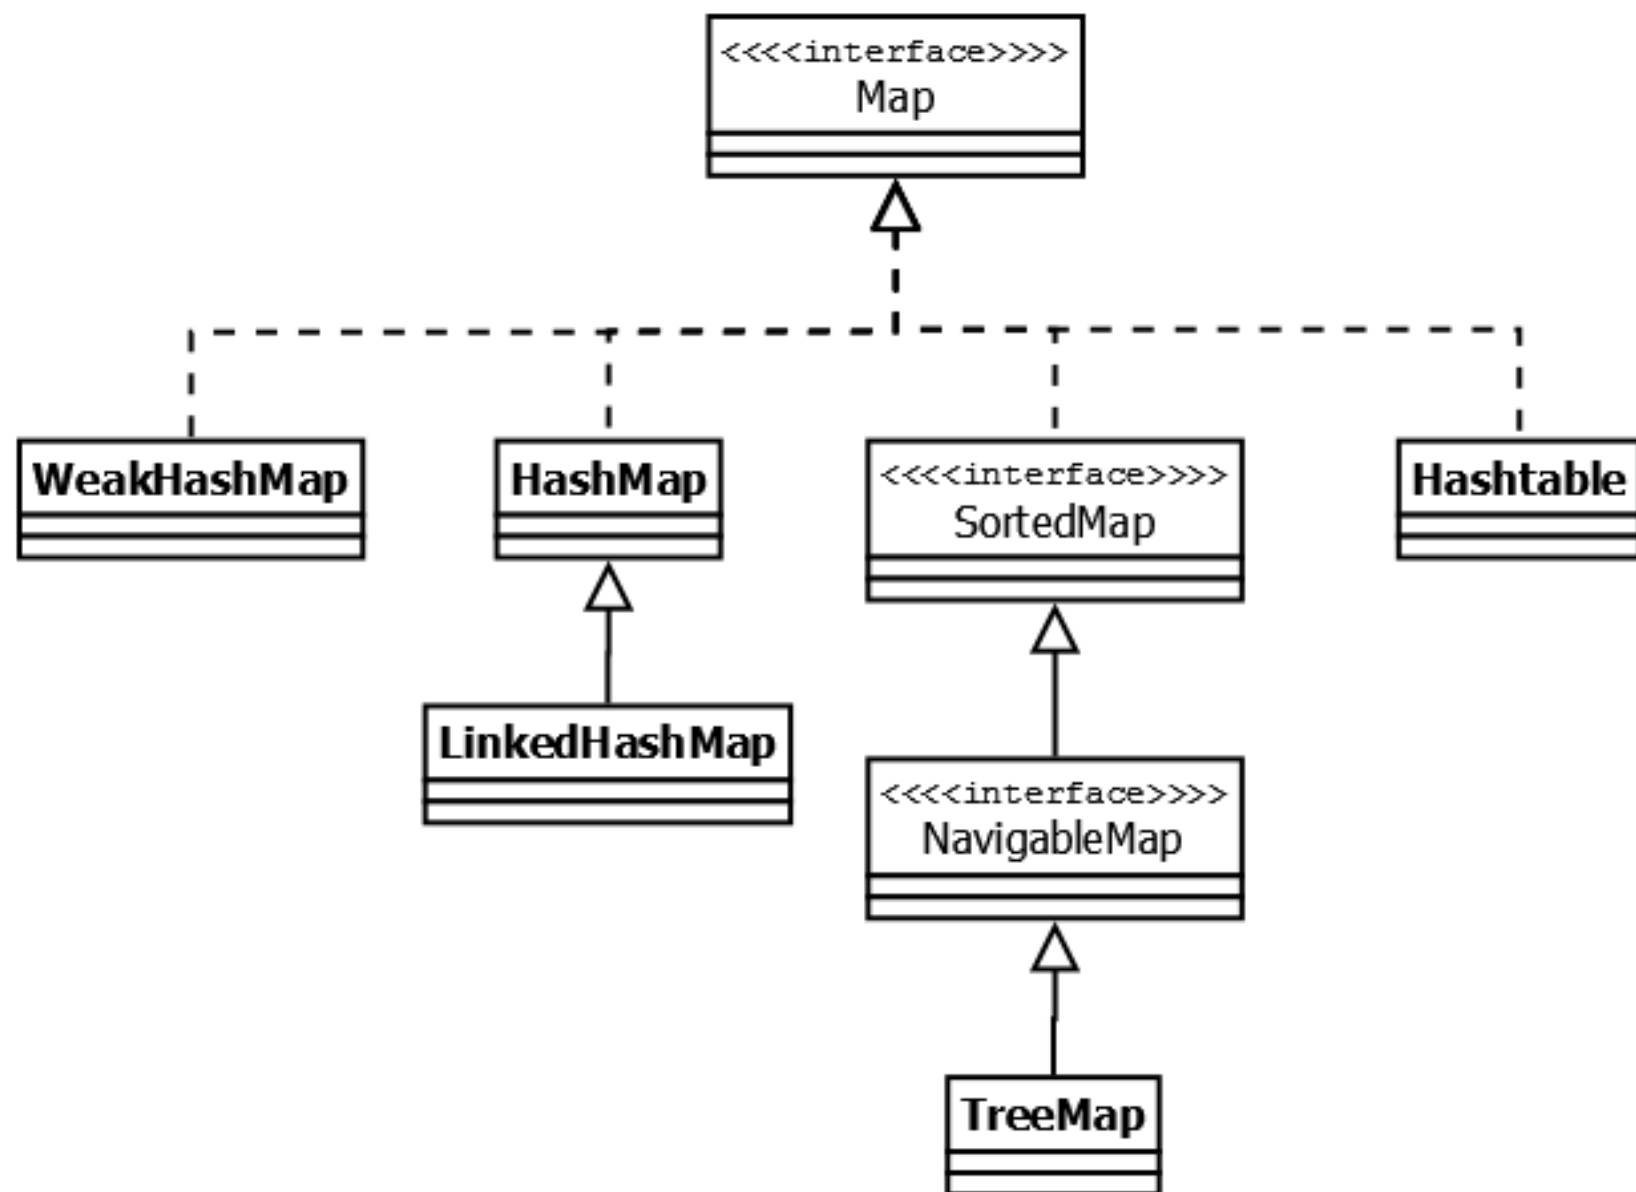 <<<<interface>>>>
Map
WeakHashMap
HashMap
<<<<interface>>>>
SortedMap
Hashtable
LinkedHashMap
<<<<interface>>>>
NavigableMap
TreeMap